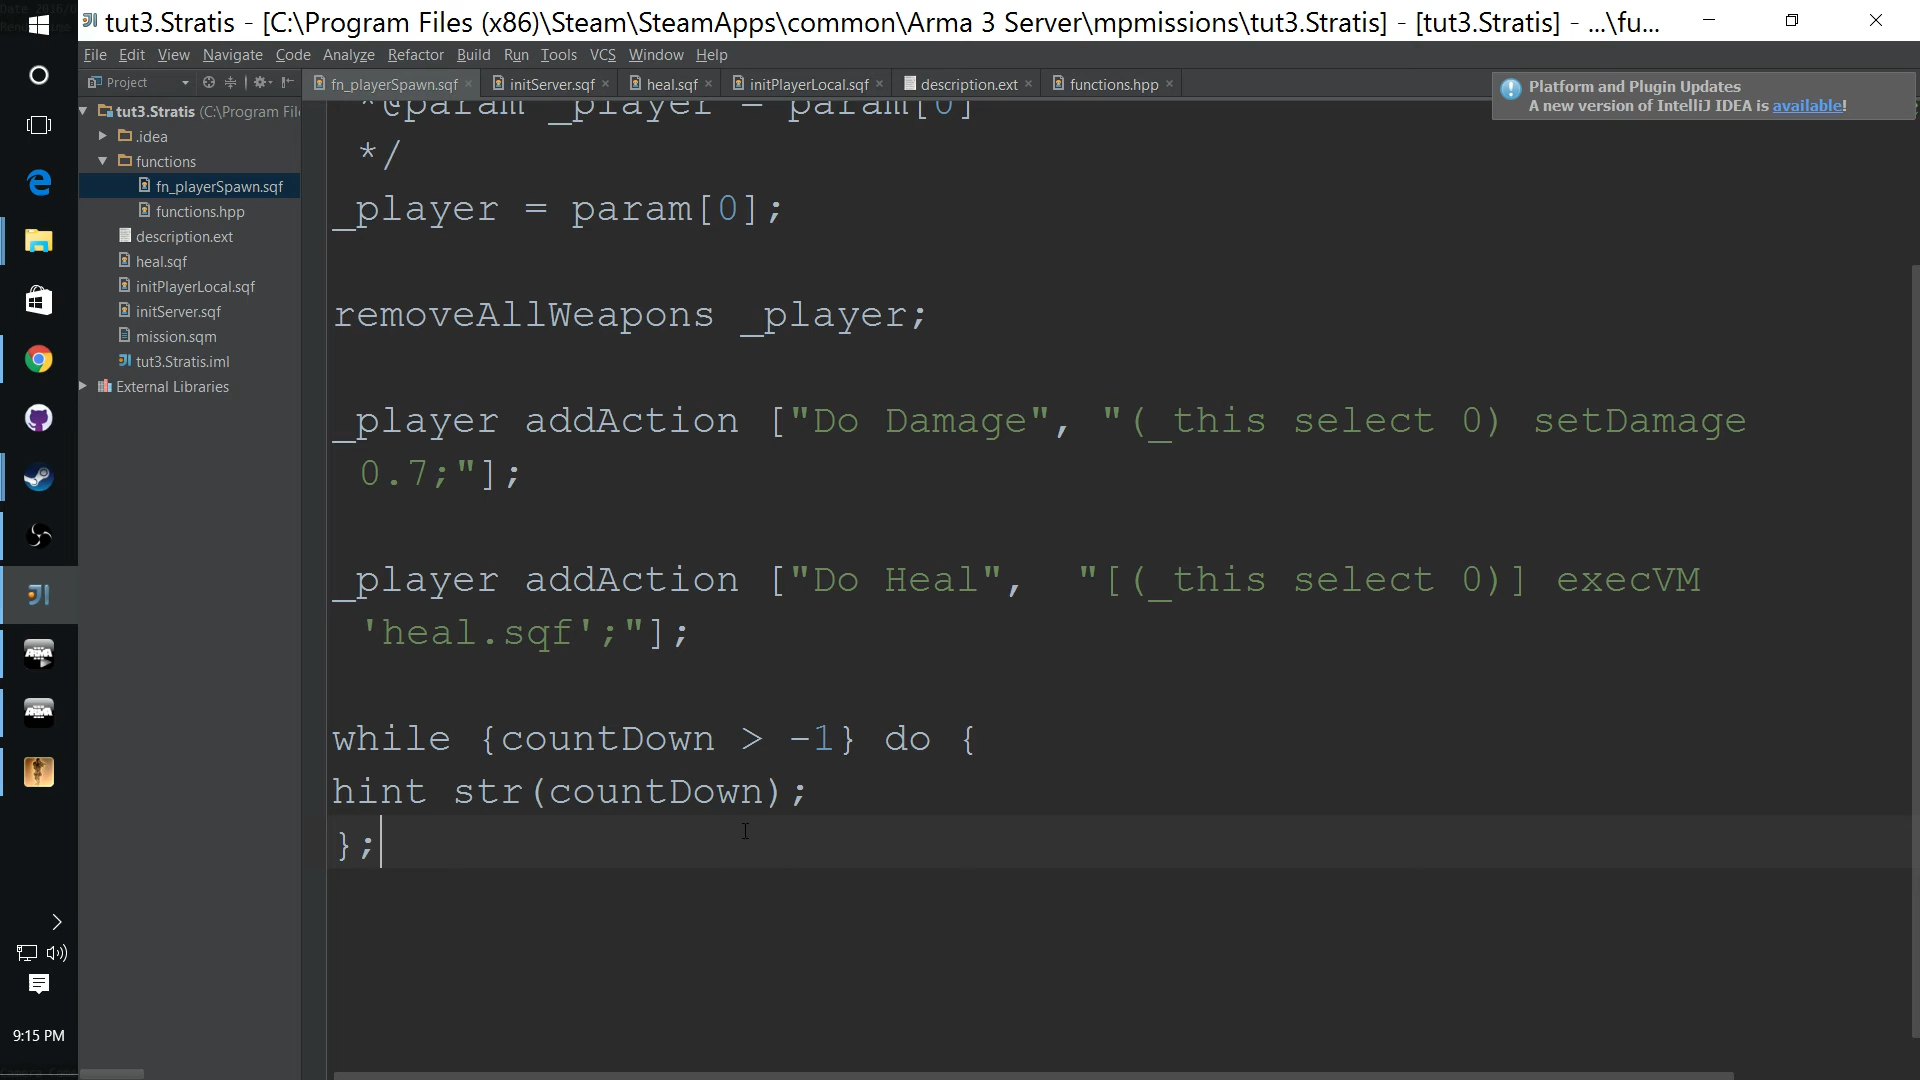 tut3.Stratis - [C:\Program Files (x86)\Steam\SteamApps\common\Arma 3 Server\mpmissions\tut3.Stratis] - [tut3.Stratis] - ...\fu...
File Edit View Navigate Code Analyze Refactor Build Run Tools VCS Window Help
Project
fn_playerSpawn.sqf initServer.sqf heal.sqf initPlayerLocal.sqf description.ext functions.hpp
Platform and Plugin Updates
A new version of IntelliJ IDEA is available!
tut3.Stratis (C:\Program Fil
.idea
functions
fn_playerSpawn.sqf
functions.hpp
description.ext
heal.sqf
initPlayerLocal.sqf
initServer.sqf
mission.sqm
tut3.Stratis.iml
External Libraries
*@param _player = param[0]
*/
_player = param[0];
removeAllWeapons _player;
_player addAction ["Do Damage", "(_this select 0) setDamage
0.7;"];
_player addAction ["Do Heal", "[(_this select 0)] execVM
'heal.sqf';"];
while {countDown > -1} do {
hint str(countDown);
};
9:15 PM